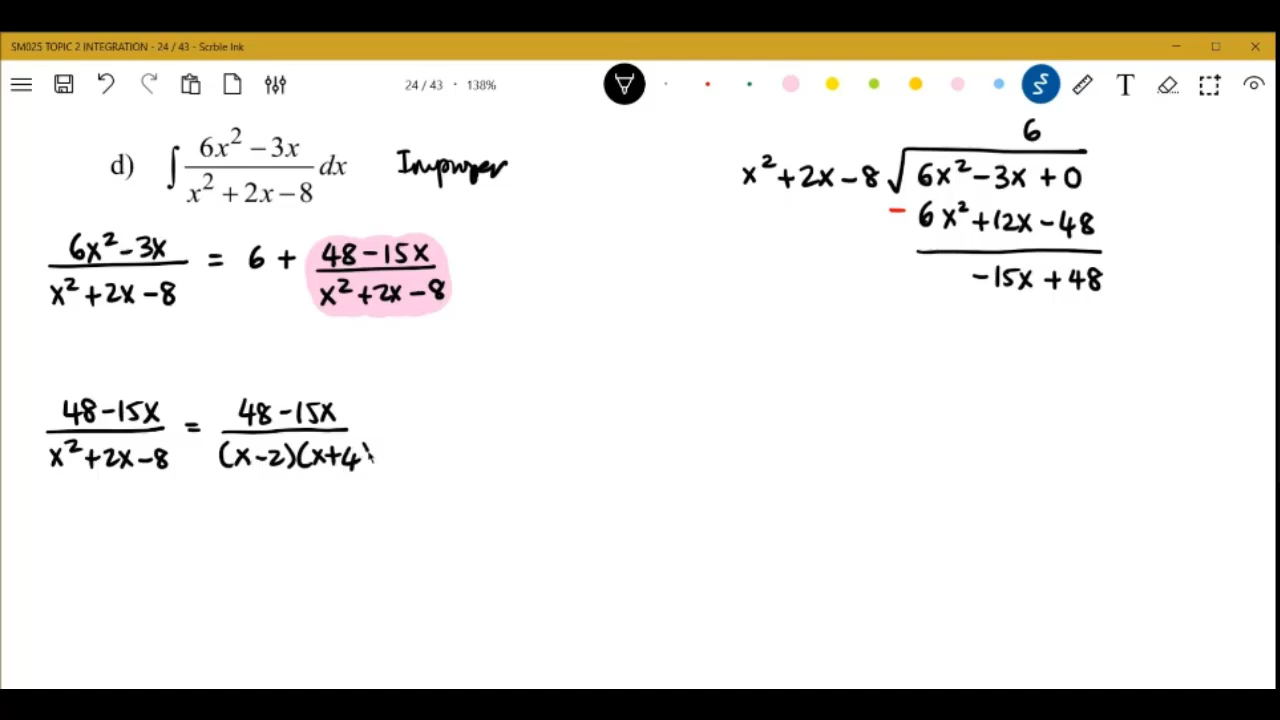 SM025 TOPIC 2 INTEGRATION - 24 / 43 - Scrble Ink
24 / 43 · 138%
T
d) ∫ (6x² − 3x)/(x² + 2x − 8) dx Improper
(6x² − 3x)/(x² + 2x − 8) = 6 + (48 − 15x)/(x² + 2x − 8)
(48 − 15x)/(x² + 2x − 8) = (48 − 15x)/((x − 2)(x + 4)
6
x² + 2x − 8 √ 6x² − 3x + 0
− 6x² + 12x − 48
− 15x + 48